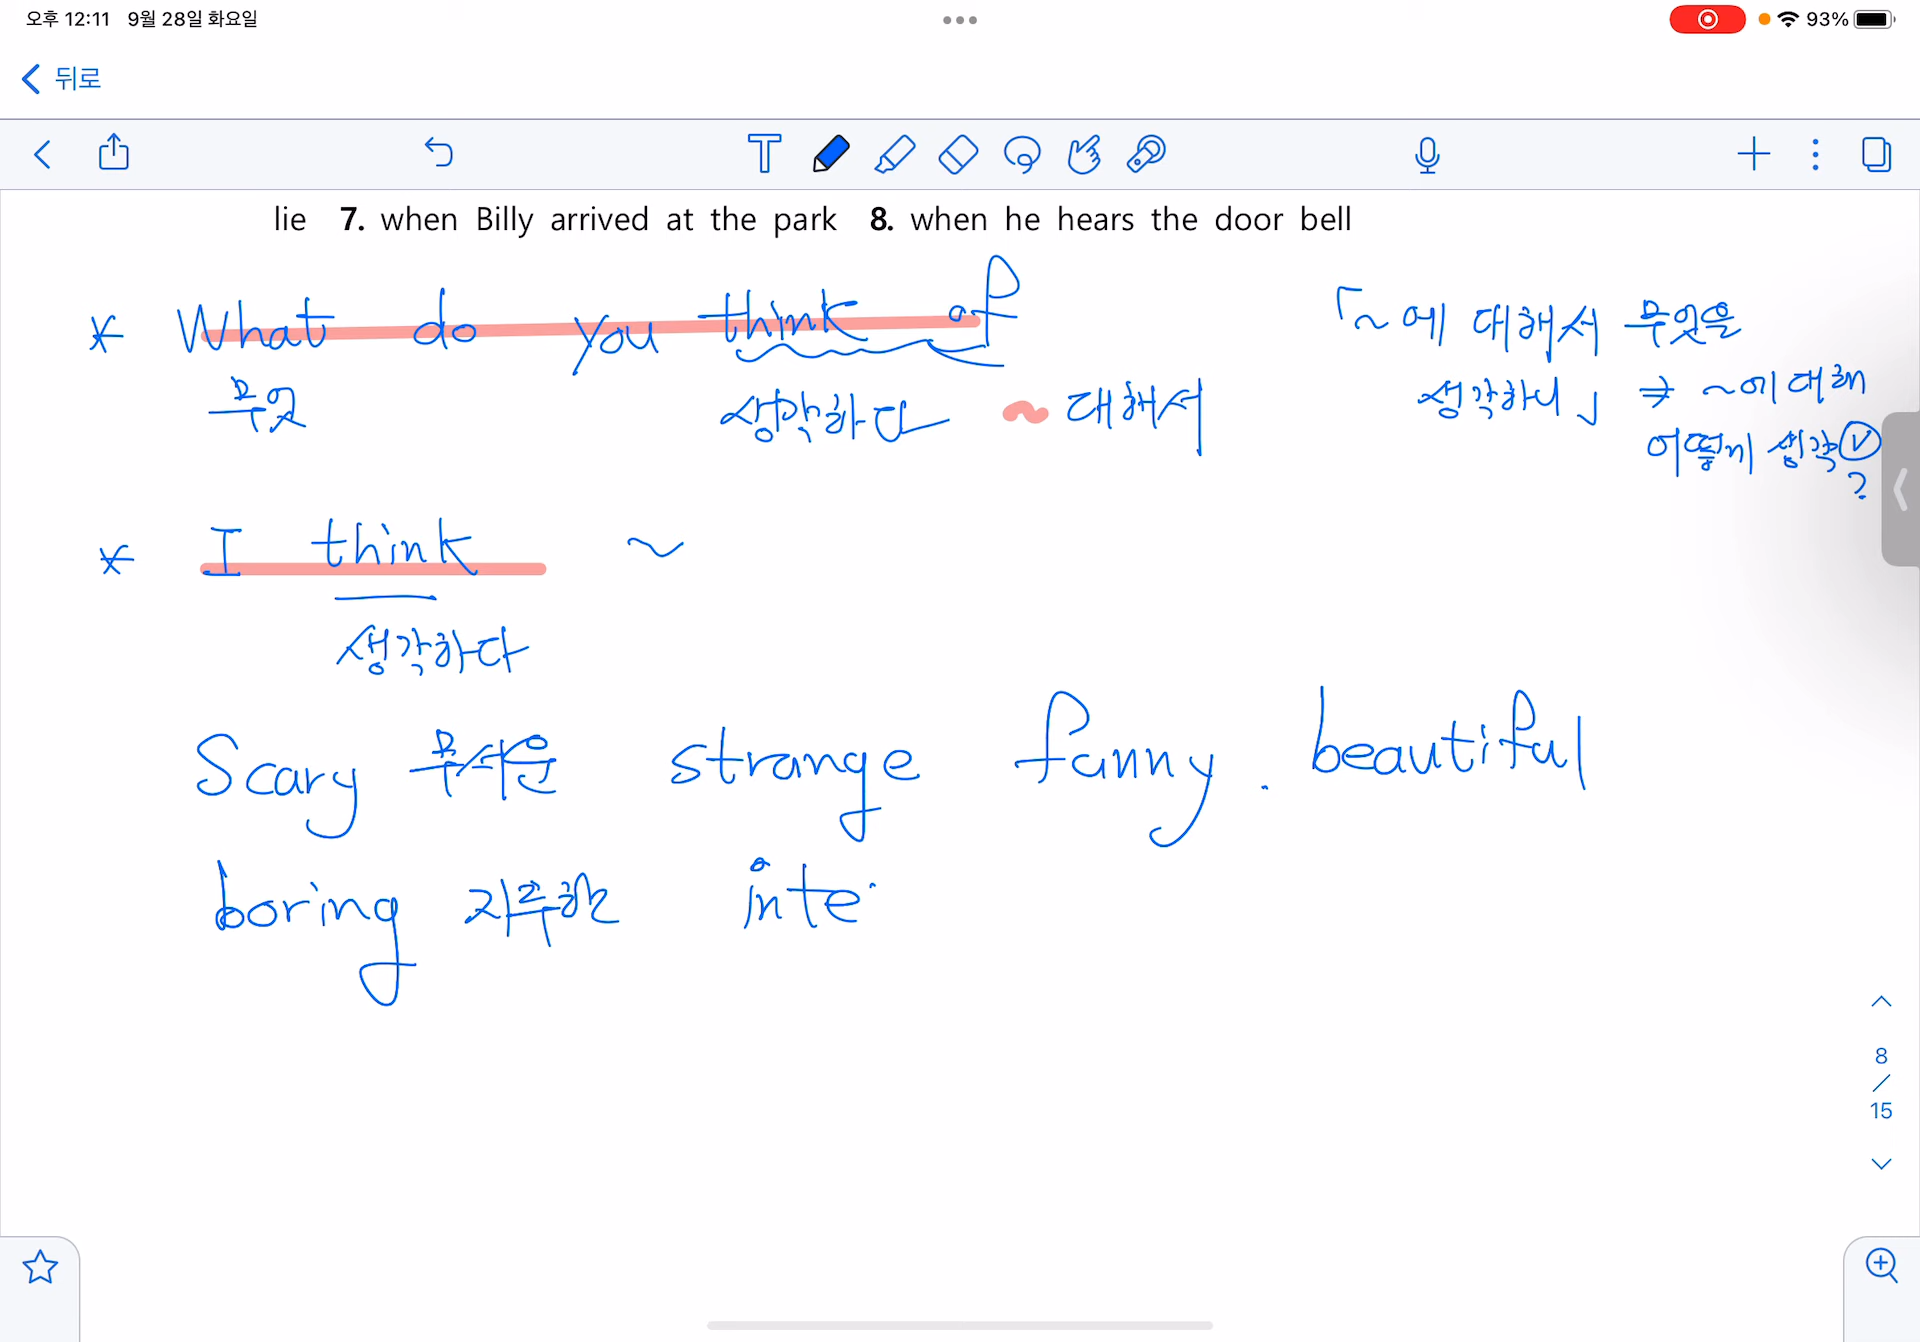 오후 12:11 9월 28일 화요일
93%
뒤로
lie 7. when Billy arrived at the park 8. when he hears the door bell
* What do you think of 「~에 대해서 무엇을
무엇 생각하다 ~ 대해서 생각하니」 ⇒ ~에 대해
어떻게 생각
?
* I think ~
생각하다
Scary 무서운 strange funny. beautiful
boring 지루한 inte
8
/
15